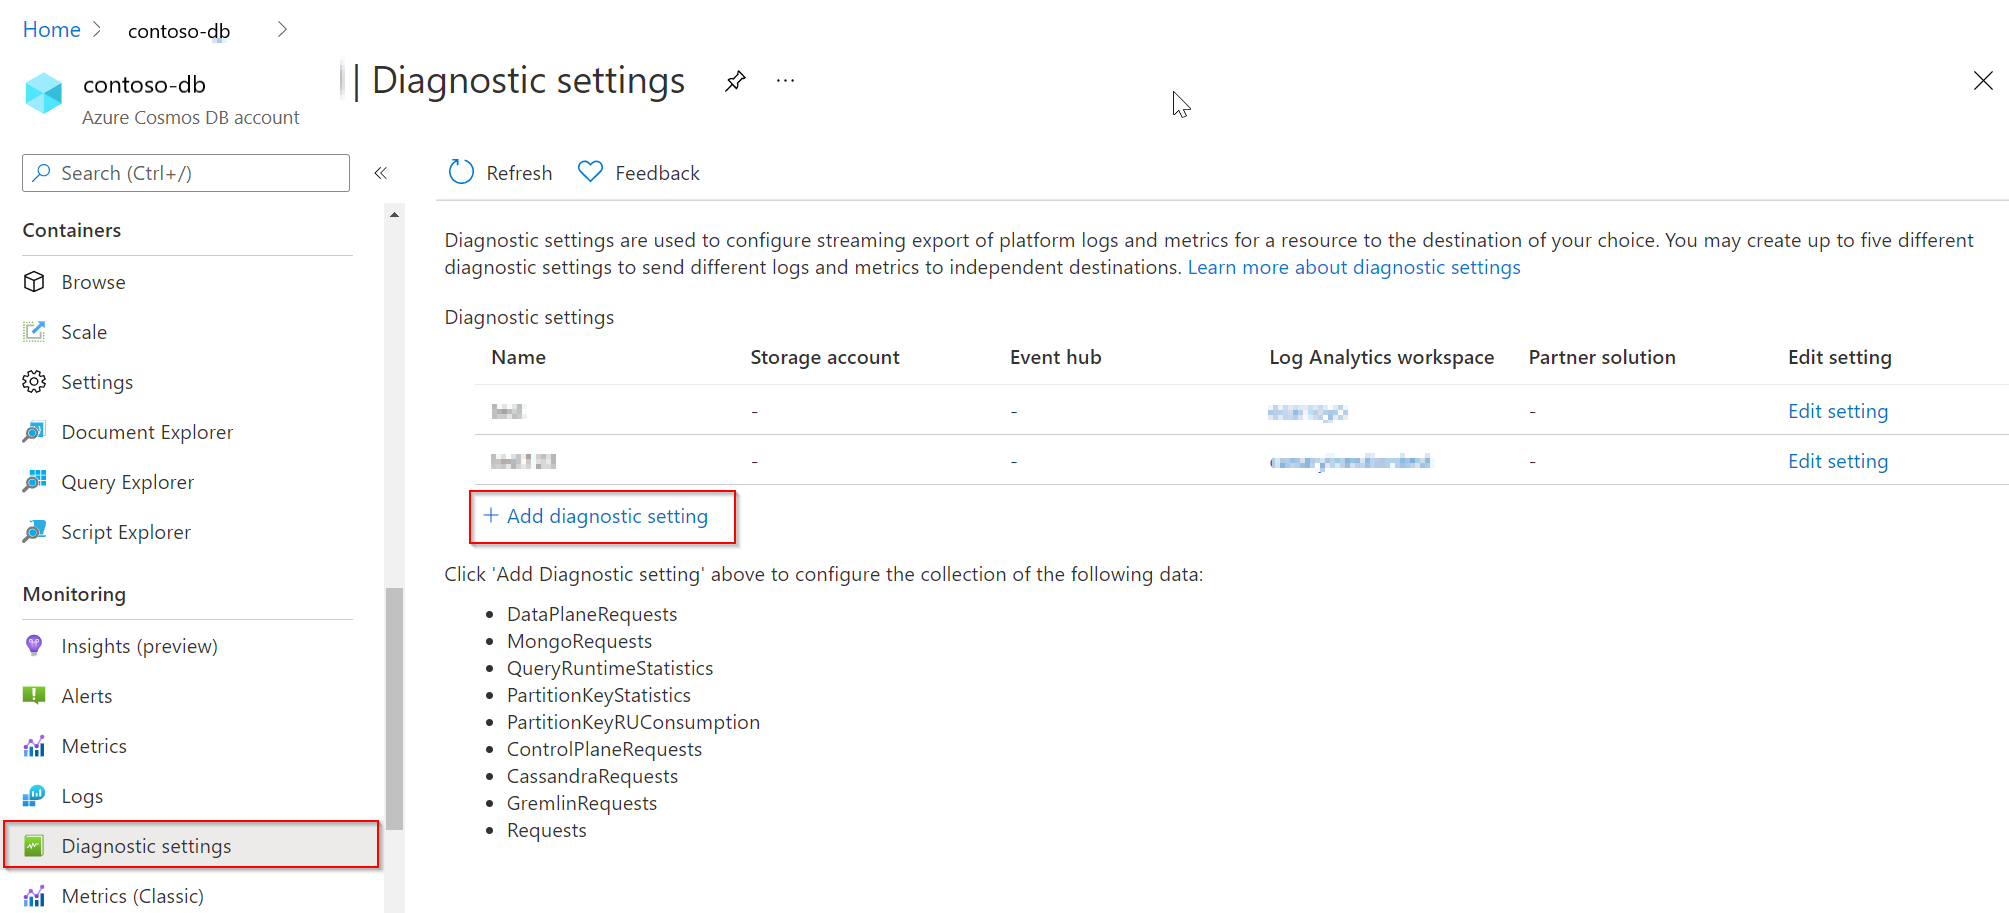 Home > contoso-db >
contoso-db
Azure Cosmos DB account
| Diagnostic settings ...
Search (Ctrl+/) «
Refresh Feedback
Containers
Browse
Scale
Settings
Document Explorer
Query Explorer
Script Explorer
Monitoring
Insights (preview)
Alerts
Metrics
Logs
Diagnostic settings
Metrics (Classic)
Diagnostic settings are used to configure streaming export of platform logs and metrics for a resource to the destination of your choice. You may create up to five different
diagnostic settings to send different logs and metrics to independent destinations. Learn more about diagnostic settings
Diagnostic settings
Name Storage account Event hub Log Analytics workspace Partner solution Edit setting
- - - Edit setting
- - - Edit setting
+ Add diagnostic setting
Click 'Add Diagnostic setting' above to configure the collection of the following data:
• DataPlaneRequests
• MongoRequests
• QueryRuntimeStatistics
• PartitionKeyStatistics
• PartitionKeyRUConsumption
• ControlPlaneRequests
• CassandraRequests
• GremlinRequests
• Requests